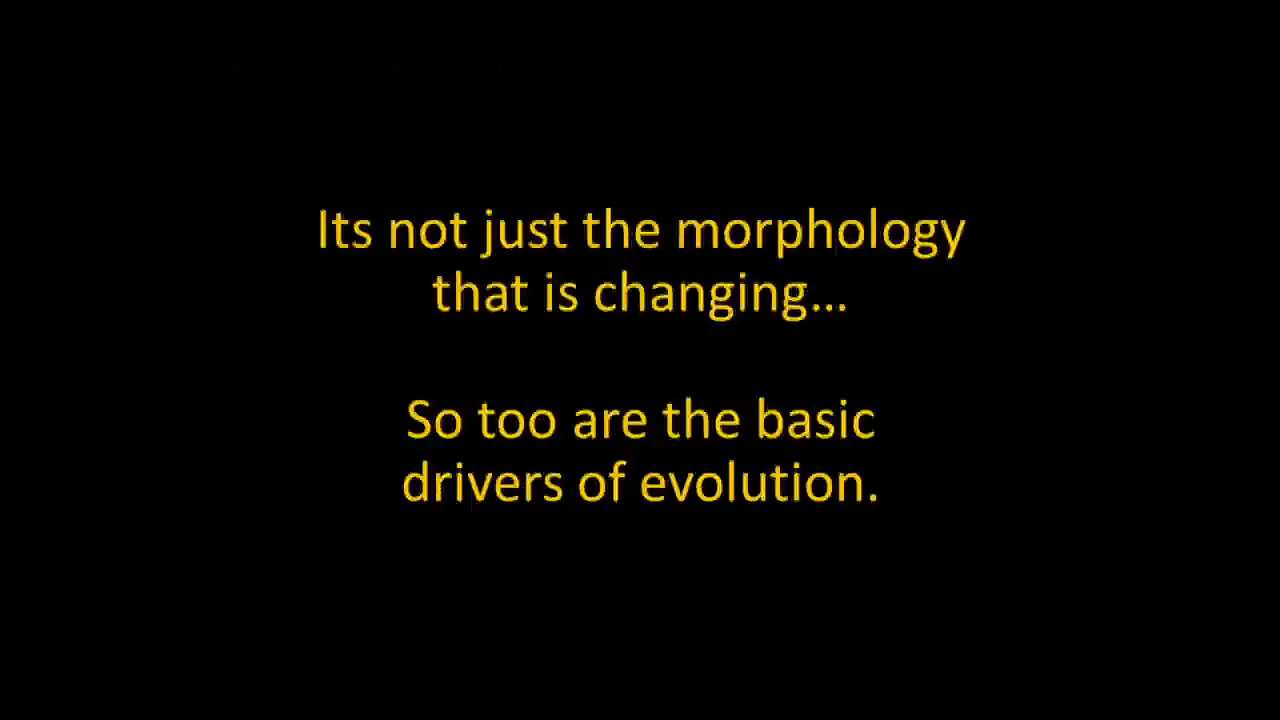 Its not just the morphology
that is changing...
So too are the basic
drivers of evolution.